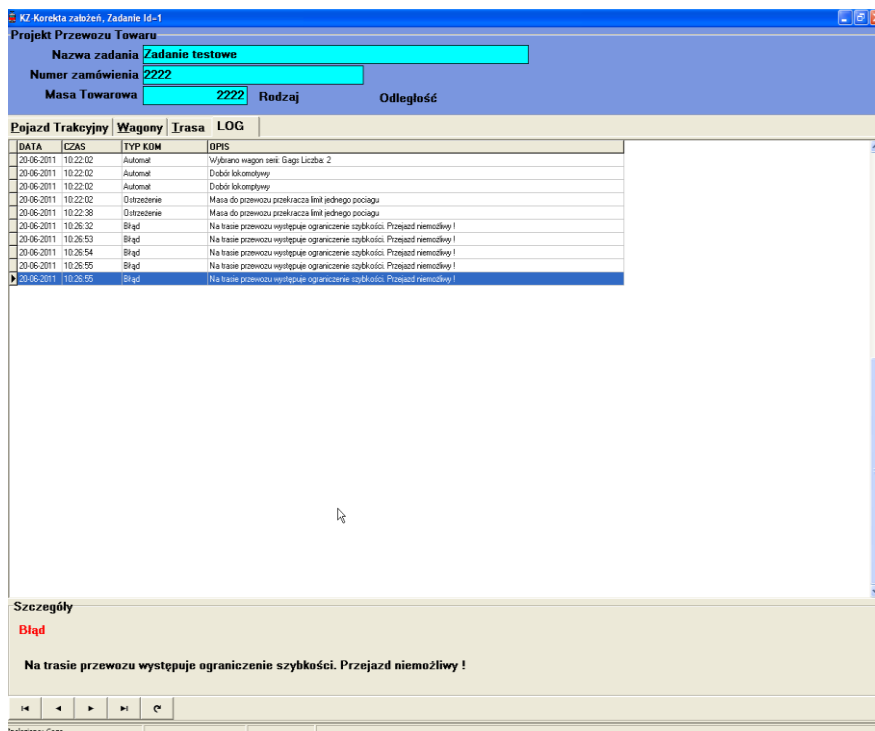 KZ-Korekta założeń, Zadanie Id-1
Projekt Przewozu Towaru
Nazwa zadania Zadanie testowe
Numer zamówienia 2222
Masa Towarowa 2222 Rodzaj Odległość
Pojazd Trakcyjny Wagony Trasa LOG
DATA CZAS TYP KOM OPIS
20-06-2011 10:22:02 Automat Wybrano wagon serii: Gags Liczba: 2
20-06-2011 10:22:02 Automat Dobór lokomotywy
20-06-2011 10:22:02 Automat Dobór lokomptywy
20-06-2011 10:22:02 Ostrzeżenie Masa do przewozu przekracza limit jednego pociagu
20-06-2011 10:22:38 Ostrzeżenie Masa do przewozu przekracza limit jednego pociagu
20-06-2011 10:26:32 Błąd Na trasie przewozu występuje ograniczenie szybkości. Przejazd niemożliwy !
20-06-2011 10:26:53 Błąd Na trasie przewozu występuje ograniczenie szybkości. Przejazd niemożliwy !
20-06-2011 10:26:54 Błąd Na trasie przewozu występuje ograniczenie szybkości. Przejazd niemożliwy !
20-06-2011 10:26:55 Błąd Na trasie przewozu występuje ograniczenie szybkości. Przejazd niemożliwy !
20-06-2011 10:26:55 Błąd Na trasie przewozu występuje ograniczenie szybkości. Przejazd niemożliwy !
Szczegóły
Błąd
Na trasie przewozu występuje ograniczenie szybkości. Przejazd niemożliwy !